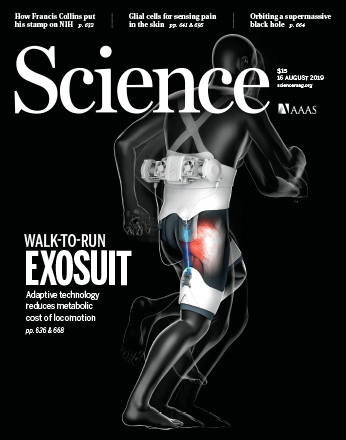 How Francis Collins put
his stamp on NIH p. 632
Glial cells for sensing pain
in the skin pp. 641 & 695
Orbiting a supermassive
black hole p. 664
Science
$15
16 AUGUST 2019
sciencemag.org
AAAS
WALK-TO-RUN
EXOSUIT
Adaptive technology
reduces metabolic
cost of locomotion
pp. 636 & 668